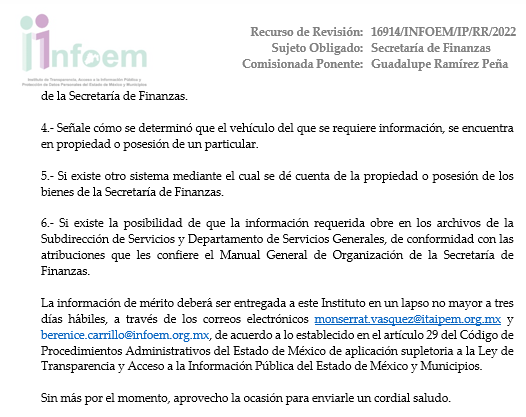 infoem
Instituto de Transparencia, Acceso a la Información Pública y
Protección de Datos Personales del Estado de México y Municipios
Recurso de Revisión: 16914/INFOEM/IP/RR/2022
Sujeto Obligado: Secretaría de Finanzas
Comisionada Ponente: Guadalupe Ramírez Peña
de la Secretaría de Finanzas.
4.- Señale cómo se determinó que el vehículo del que se requiere información, se encuentra
en propiedad o posesión de un particular.
5.- Si existe otro sistema mediante el cual se dé cuenta de la propiedad o posesión de los
bienes de la Secretaría de Finanzas.
6.- Si existe la posibilidad de que la información requerida obre en los archivos de la
Subdirección de Servicios y Departamento de Servicios Generales, de conformidad con las
atribuciones que les confiere el Manual General de Organización de la Secretaría de
Finanzas.
La información de mérito deberá ser entregada a este Instituto en un lapso no mayor a tres
días hábiles, a través de los correos electrónicos monserrat.vasquez@itaipem.org.mx y
berenice.carrillo@infoem.org.mx, de acuerdo a lo establecido en el artículo 29 del Código de
Procedimientos Administrativos del Estado de México de aplicación supletoria a la Ley de
Transparencia y Acceso a la Información Pública del Estado de México y Municipios.
Sin más por el momento, aprovecho la ocasión para enviarle un cordial saludo.